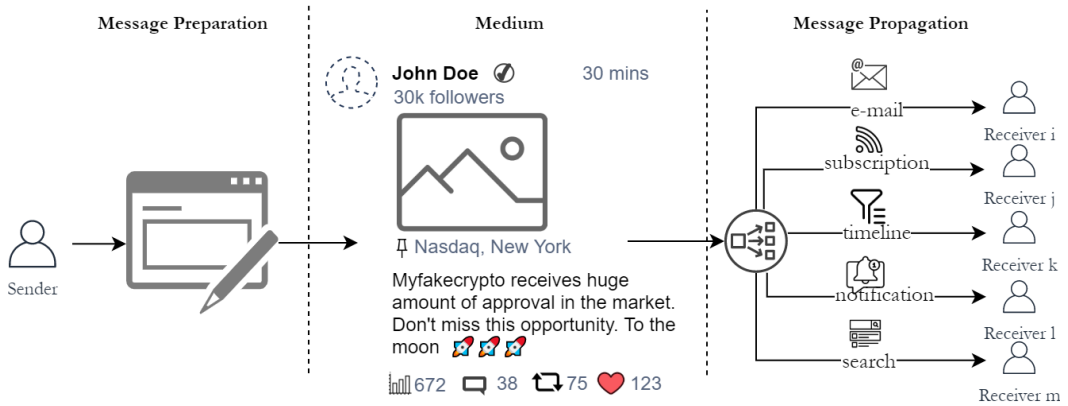 Message Preparation
Medium
Message Propagation
Sender
John Doe
30 mins
30k followers
Nasdaq, New York
Myfakecrypto receives huge
amount of approval in the market.
Don't miss this opportunity. To the
moon 🚀🚀🚀
672
38
75
123
@
e-mail
Receiver i
subscription
Receiver j
timeline
Receiver k
1
notification
Receiver l
search
Receiver m